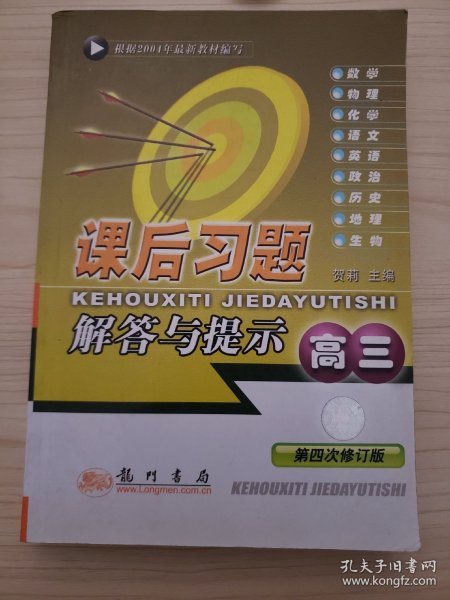 根据2004年最新教材编写
数学
物理
化学
语文
英语
政治
历史
地理
生物
课后习题
贺莉 主编
KEHOUXITI JIEDAYUTISHI
解答与提示
高三
第四次修订版
龍門書局
www.Longmen.com.cn
KEHOUXITI JIEDAYUTISHI
孔夫子旧书网
www.kongfz.com